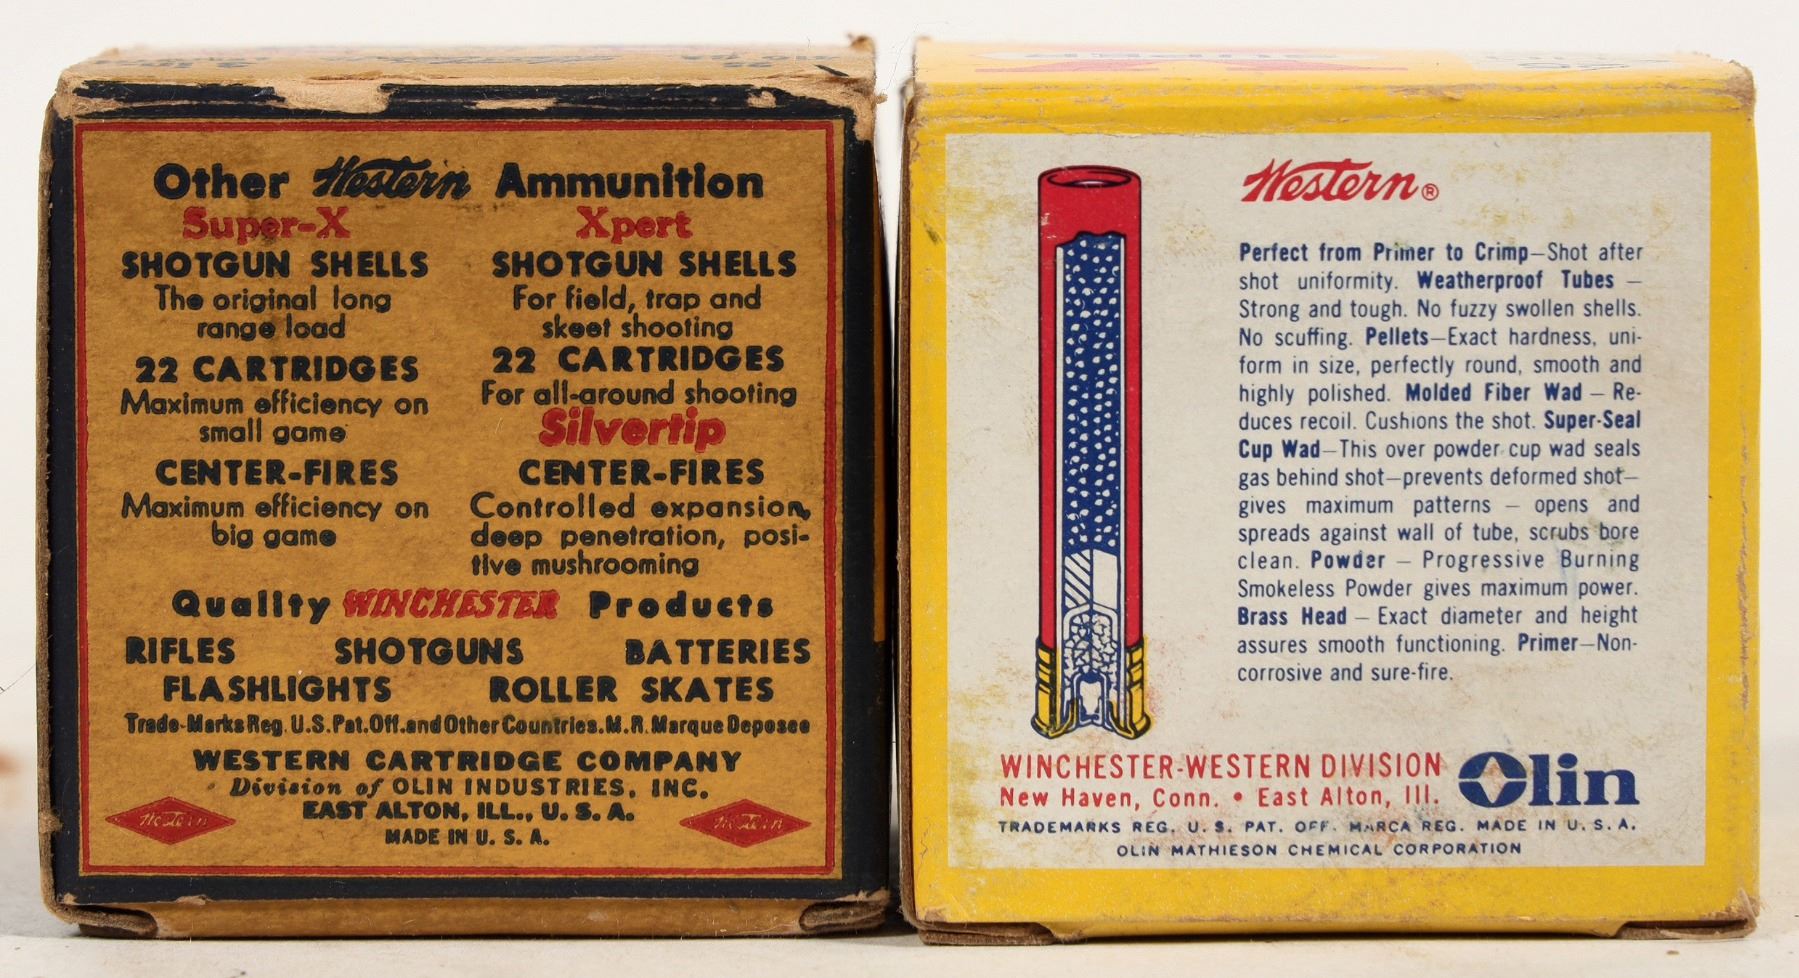 Other Western Ammunition
Super-X Xpert
SHOTGUN SHELLS SHOTGUN SHELLS
The original long For field, trap and
range load skeet shooting
22 CARTRIDGES 22 CARTRIDGES
Maximum efficiency on For all-around shooting
small game Silvertip
CENTER-FIRES CENTER-FIRES
Maximum efficiency on Controlled expansion,
big game deep penetration, posi-
tive mushrooming
Quality WINCHESTER Products
RIFLES SHOTGUNS BATTERIES
FLASHLIGHTS ROLLER SKATES
Trade-Marks Reg. U.S. Pat. Off. and Other Countries. M.R. Marque Deposee
WESTERN CARTRIDGE COMPANY
Division of OLIN INDUSTRIES, INC.
EAST ALTON, ILL., U. S. A.
MADE IN U. S. A.
Western Western
Western®
Perfect from Primer to Crimp—Shot after
shot uniformity. Weatherproof Tubes —
Strong and tough. No fuzzy swollen shells.
No scuffing. Pellets—Exact hardness, uni-
form in size, perfectly round, smooth and
highly polished. Molded Fiber Wad — Re-
duces recoil. Cushions the shot. Super-Seal
Cup Wad—This over powder cup wad seals
gas behind shot—prevents deformed shot—
gives maximum patterns — opens and
spreads against wall of tube, scrubs bore
clean. Powder — Progressive Burning
Smokeless Powder gives maximum power.
Brass Head — Exact diameter and height
assures smooth functioning. Primer—Non-
corrosive and sure-fire.
WINCHESTER-WESTERN DIVISION
New Haven, Conn. • East Alton, Ill.
Olin
TRADEMARKS REG. U. S. PAT. OFF. MARCA REG. MADE IN U. S. A.
OLIN MATHIESON CHEMICAL CORPORATION